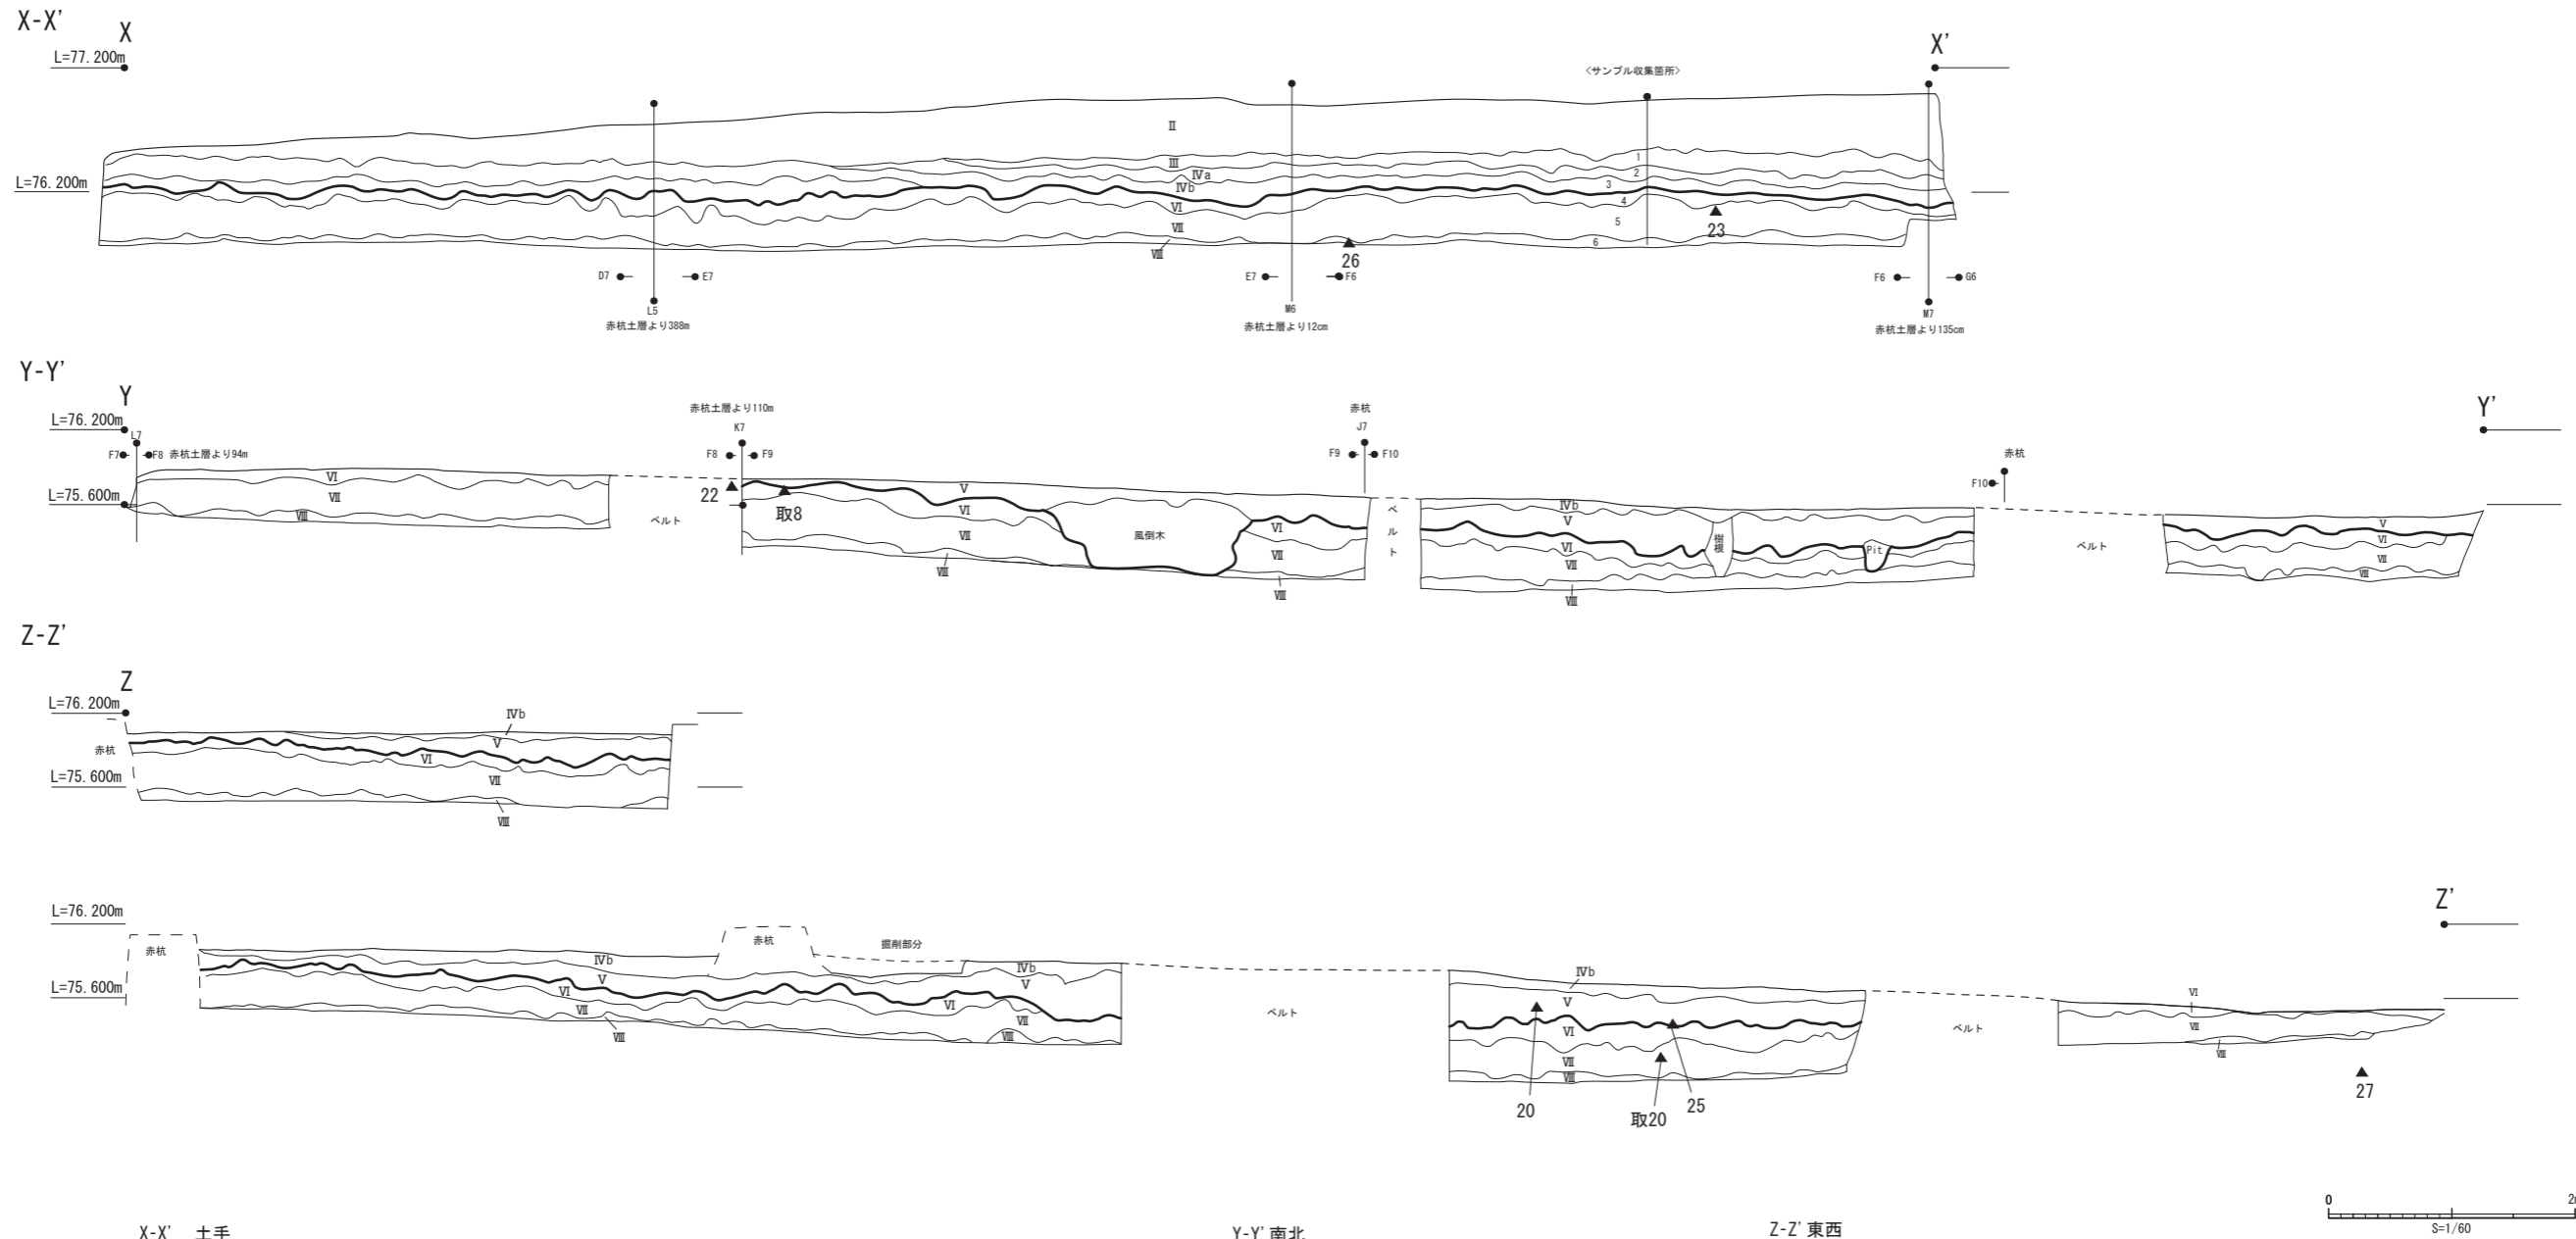 X-X'
X
X'
L=77.200m
〈サンプル収集箇所〉
Ⅱ
1
Ⅲ
2
Ⅳa
L=76.200m
Ⅳb
3
4
Ⅵ
5
Ⅶ
23
6
Ⅷ
26
D7
E7
E7
F6
F6
G6
L5
M6
M7
赤杭土層より388m
赤杭土層より12cm
赤杭土層より135cm
Y-Y'
Y
Y'
L=76.200m
L7
F7
F8 赤杭土層より94m
赤杭土層より110m
K7
F8
F9
赤杭
J7
F9
F10
赤杭
F10
L=75.600m
Ⅵ
Ⅶ
Ⅷ
ベルト
22
取8
Ⅴ
Ⅵ
Ⅶ
Ⅷ
風倒木
Ⅵ
Ⅶ
Ⅷ
ベルト
Ⅳb
Ⅴ
Ⅵ
Ⅶ
Ⅷ
樹根
Pit
ベルト
Ⅴ
Ⅵ
Ⅶ
Ⅷ
Z-Z'
Z
L=76.200m
Ⅳb
赤杭
Ⅴ
Ⅵ
L=75.600m
Ⅶ
Ⅷ
Z'
L=76.200m
赤杭
赤杭
掘削部分
Ⅳb
Ⅴ
Ⅵ
Ⅶ
Ⅷ
Ⅳb
Ⅴ
Ⅵ
Ⅶ
Ⅷ
L=75.600m
ベルト
Ⅳb
Ⅴ
Ⅵ
Ⅶ
Ⅷ
20
取20
25
ベルト
Ⅵ
Ⅶ
Ⅷ
27
0
S=1/60
X-X' 土手
Y-Y' 南北
Z-Z' 東西